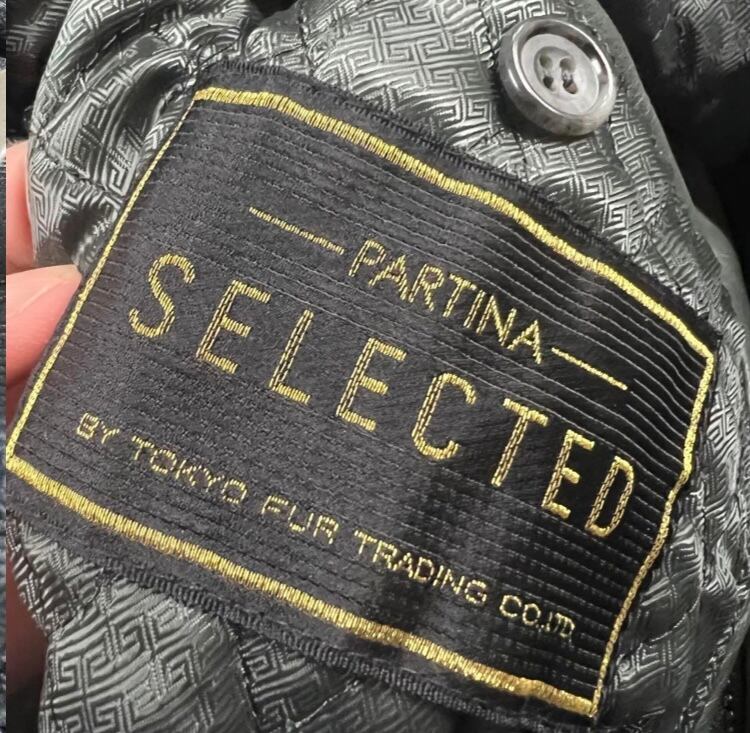 PARTINA
SELECTED
BY TOKYO FUR TRADING CO.,LTD.